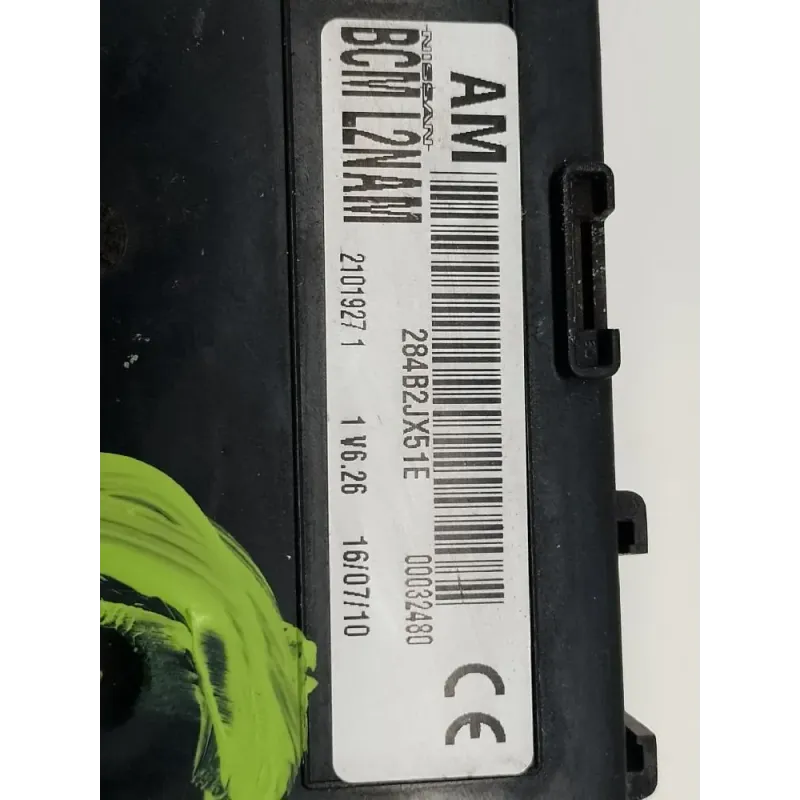 AM
NISSAN
BCM L2NAM
284B2JX51E 00032480
2101927 1 1 V6.26 16/07/10
CE